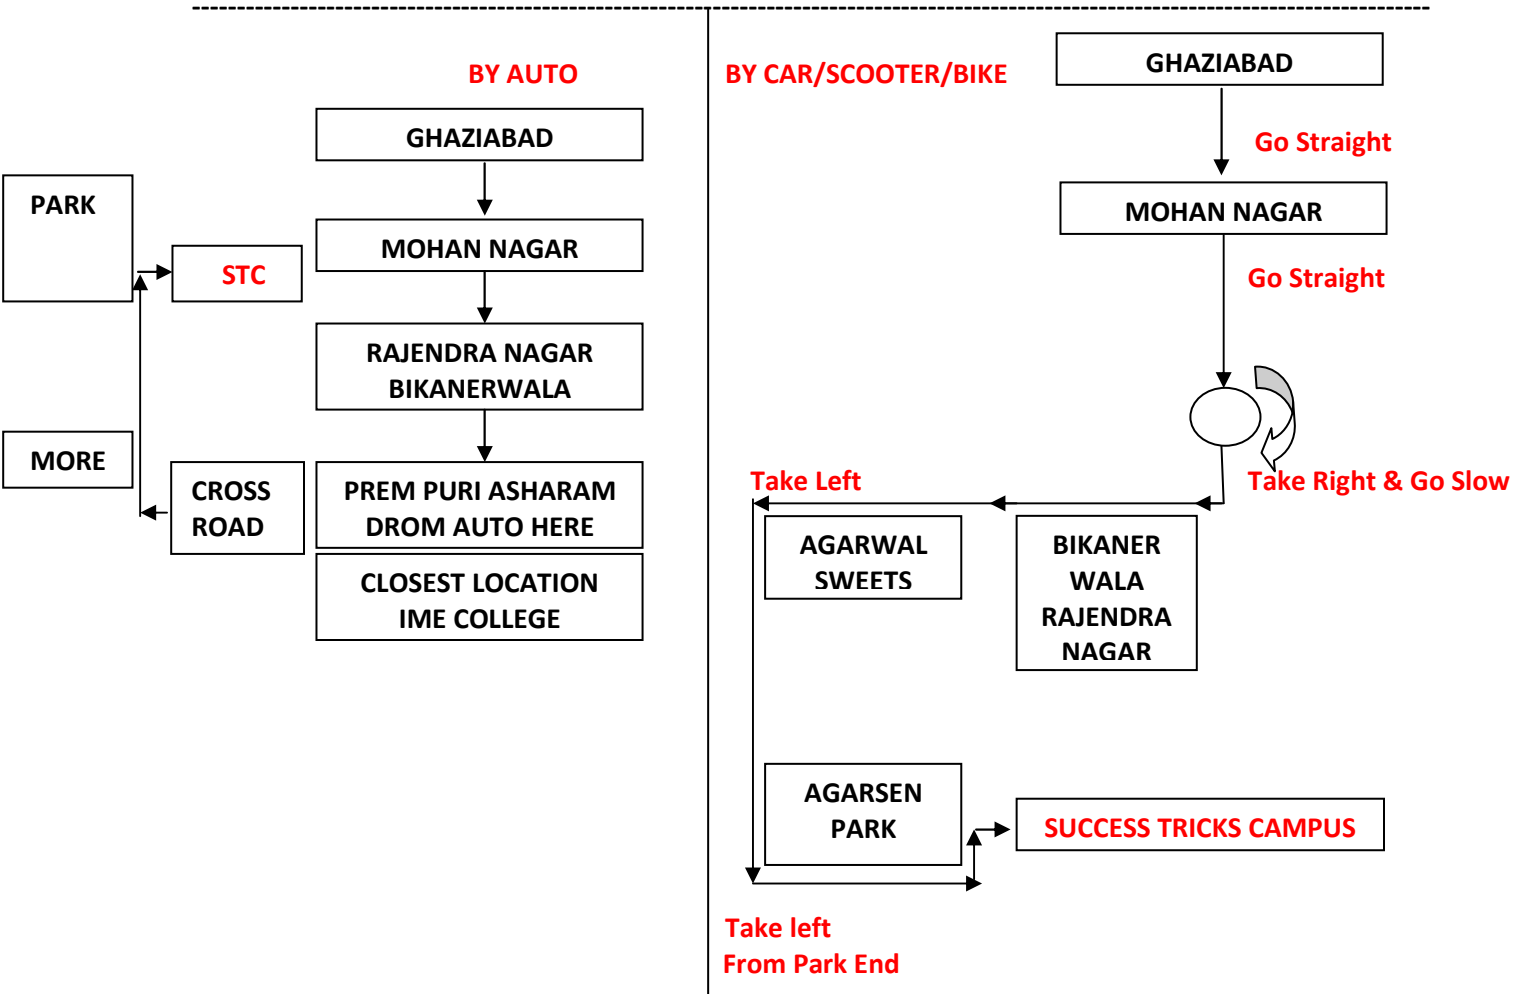 BY AUTO
GHAZIABAD
PARK
MOHAN NAGAR
STC
RAJENDRA NAGAR
BIKANERWALA
MORE
CROSS
ROAD
PREM PURI ASHARAM
DROM AUTO HERE
CLOSEST LOCATION
IME COLLEGE
BY CAR/SCOOTER/BIKE
GHAZIABAD
Go Straight
MOHAN NAGAR
Go Straight
Take Right & Go Slow
Take Left
AGARWAL
SWEETS
BIKANER
WALA
RAJENDRA
NAGAR
AGARSEN
PARK
SUCCESS TRICKS CAMPUS
Take left
From Park End